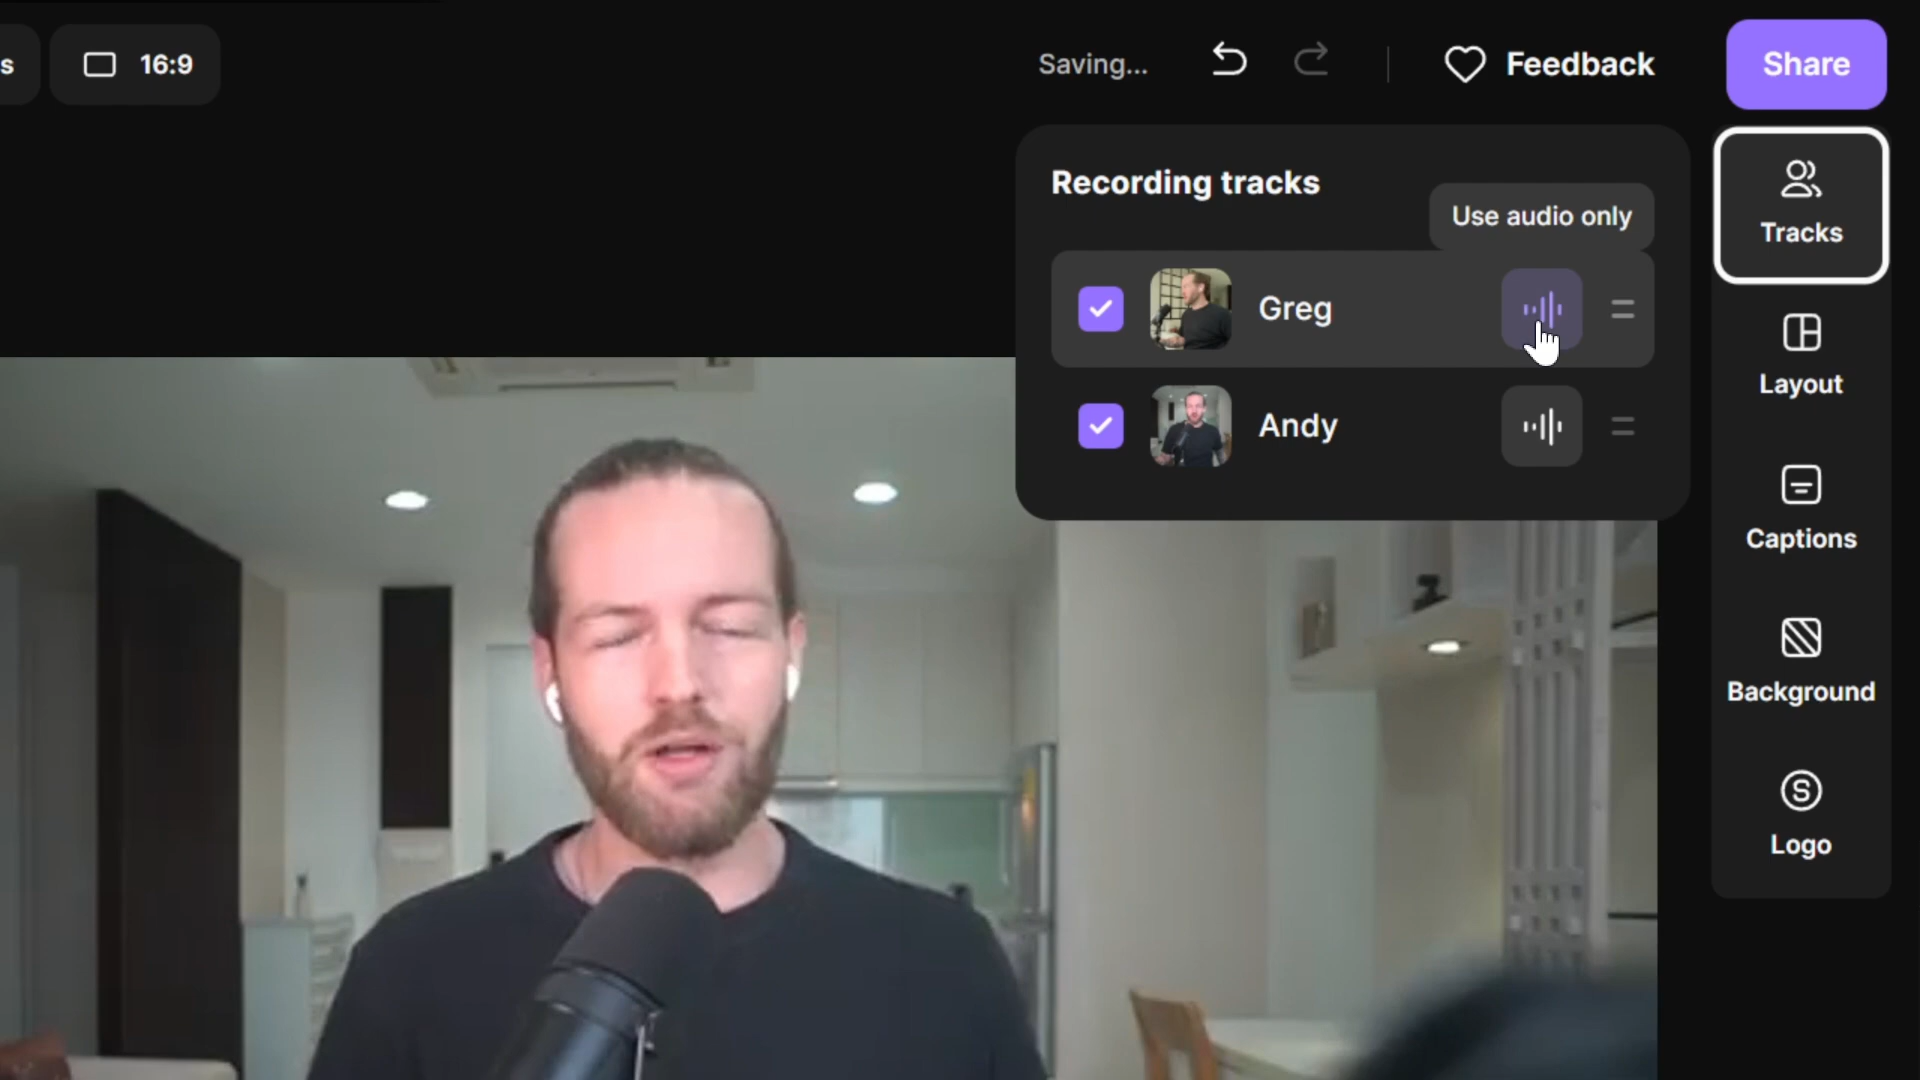 s
16:9
Saving...
Feedback
Share
Recording tracks
Use audio only
Greg
Andy
Tracks
Layout
Captions
Background
Logo